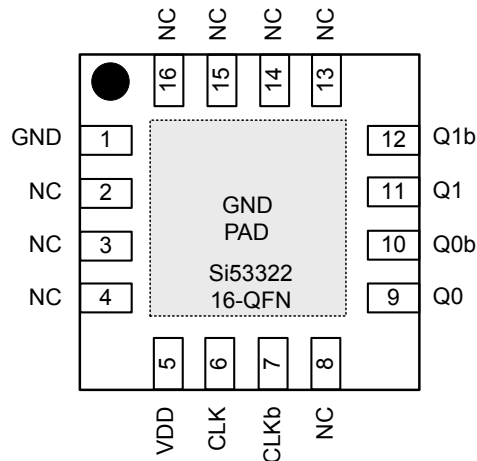 NC NC NC NC
16 15 14 13
GND 1 12 Q1b
NC 2 11 Q1
NC 3 10 Q0b
NC 4 9 Q0
GND
PAD
Si53322
16-QFN
5 6 7 8
VDD CLK CLKb NC